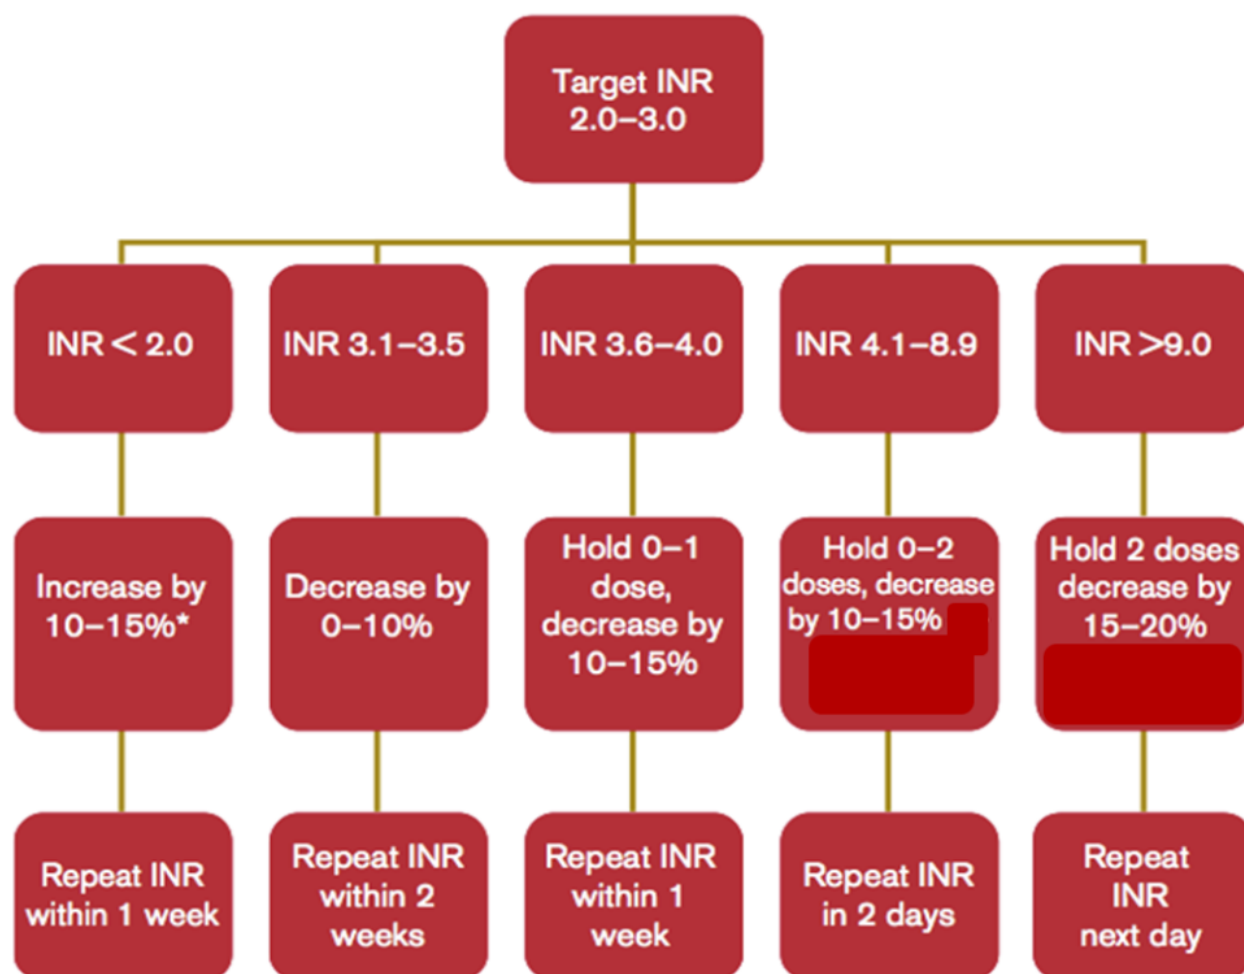 Target INR
2.0–3.0
INR < 2.0
INR 3.1–3.5
INR 3.6–4.0
INR 4.1–8.9
INR >9.0
Increase by
10–15%*
Decrease by
0–10%
Hold 0–1
dose,
decrease by
10–15%
Hold 0–2
doses, decrease
by 10–15%
Hold 2 doses
decrease by
15–20%
Repeat INR
within 1 week
Repeat INR
within 2
weeks
Repeat INR
within 1
week
Repeat INR
in 2 days
Repeat
INR
next day